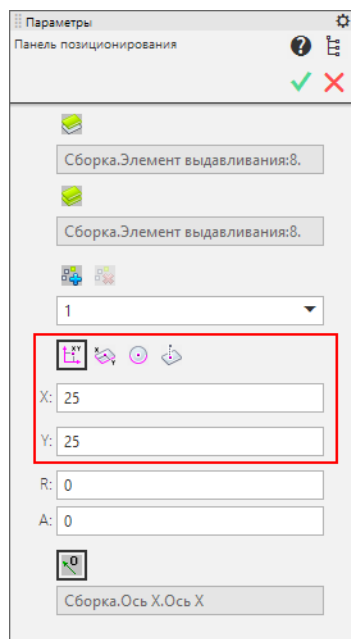 Параметры
Панель позиционирования
Сборка.Элемент выдавливания:8.
Сборка.Элемент выдавливания:8.
1
X: 25
Y: 25
R: 0
A: 0
Сборка.Ось X.Ось X